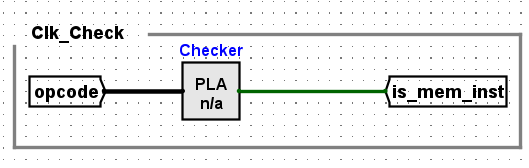 Clk_Check
Checker
opcode
PLA
n/a
is_mem_inst